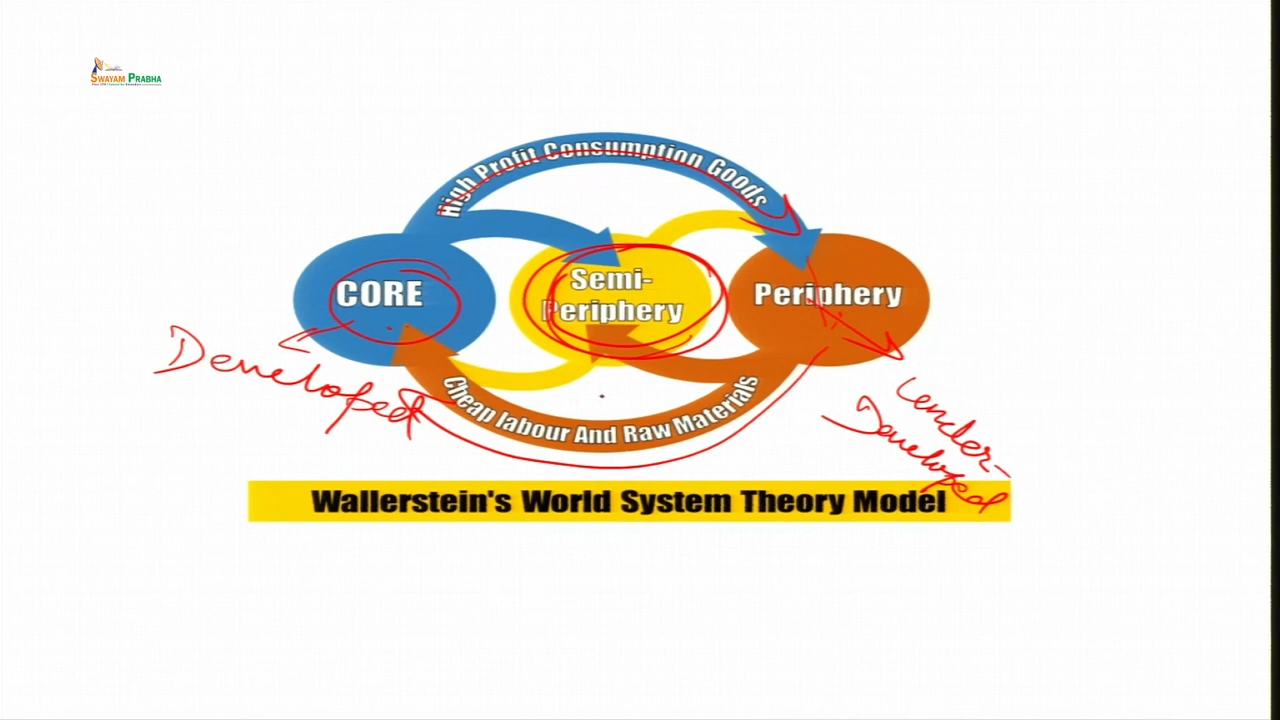 SWAYAM PRABHA
High Profit Consumption Goods
CORE
Semi-
Periphery
Periphery
Developed
Under-
Developed
Cheap labour And Raw Materials
Wallerstein's World System Theory Model